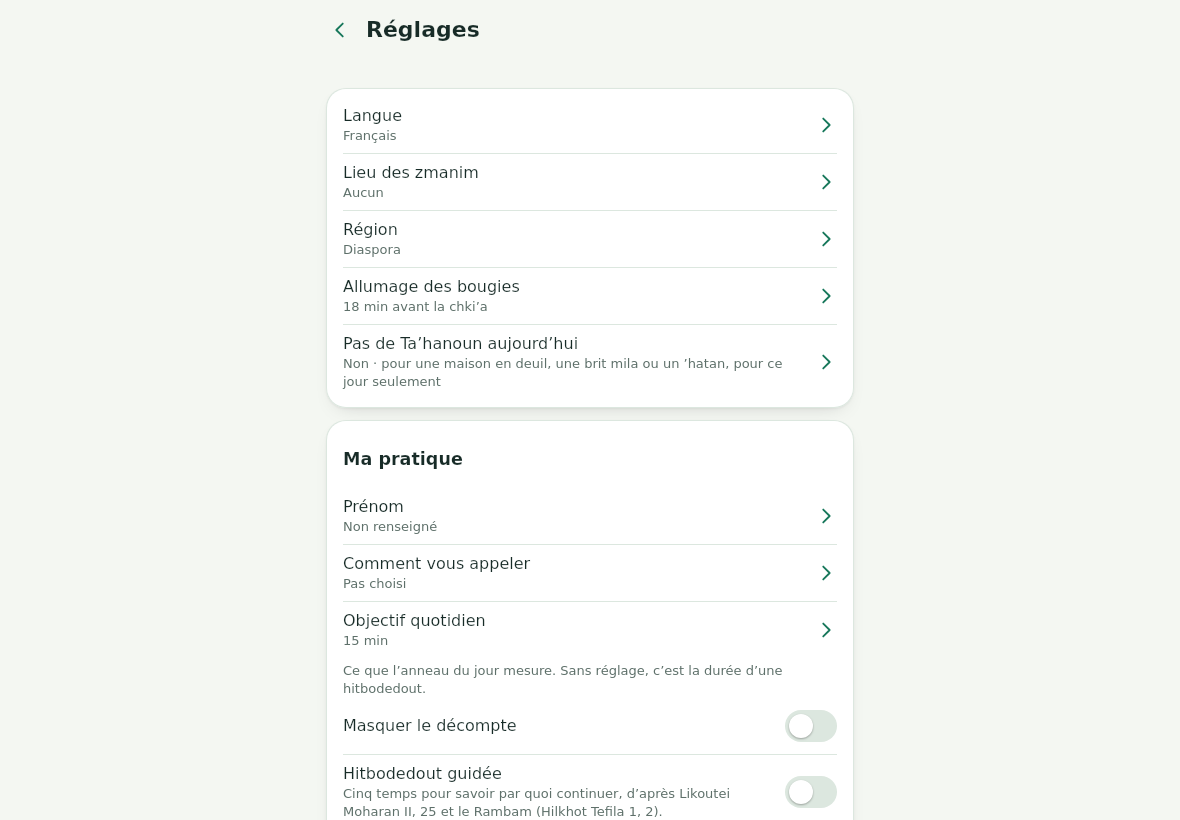 Réglages
Langue
Français
Lieu des zmanim
Aucun
Région
Diaspora
Allumage des bougies
18 min avant la chki’a
Pas de Ta’hanoun aujourd’hui
Non · pour une maison en deuil, une brit mila ou un ’hatan, pour ce
jour seulement
Ma pratique
Prénom
Non renseigné
Comment vous appeler
Pas choisi
Objectif quotidien
15 min
Ce que l’anneau du jour mesure. Sans réglage, c’est la durée d’une
hitbodedout.
Masquer le décompte
Hitbodedout guidée
Cinq temps pour savoir par quoi continuer, d’après Likoutei
Moharan II, 25 et le Rambam (Hilkhot Tefila 1, 2).